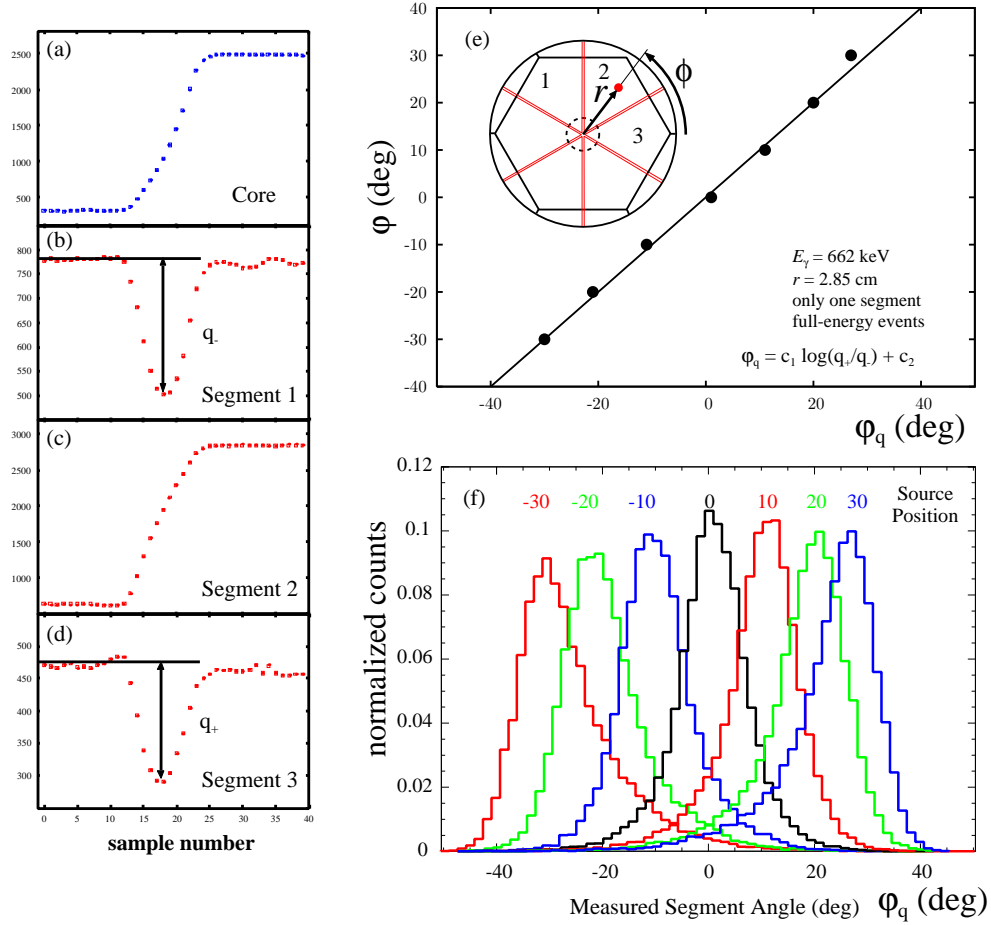 (a)
2500
2000
1500
1000
500
Core
(b)
800
750
700
650
600
550
500
q-
Segment 1
(c)
3000
2500
2000
1500
1000
Segment 2
(d)
500
450
400
350
300
q+
Segment 3
0 5 10 15 20 25 30 35 40
sample number
(e)
40
30
20
10
0
-10
-20
-30
-40
φ (deg)
1
2
3
r
ϕ
Eγ = 662 keV
r = 2.85 cm
only one segment
full-energy events
φq = c1 log(q+/q-) + c2
-40 -20 0 20 40
φq (deg)
(f)
-30 -20 -10 0 10 20 30
Source
Position
0.12
0.1
0.08
0.06
0.04
0.02
0
normalized counts
-40 -20 0 20 40
Measured Segment Angle (deg) φq (deg)